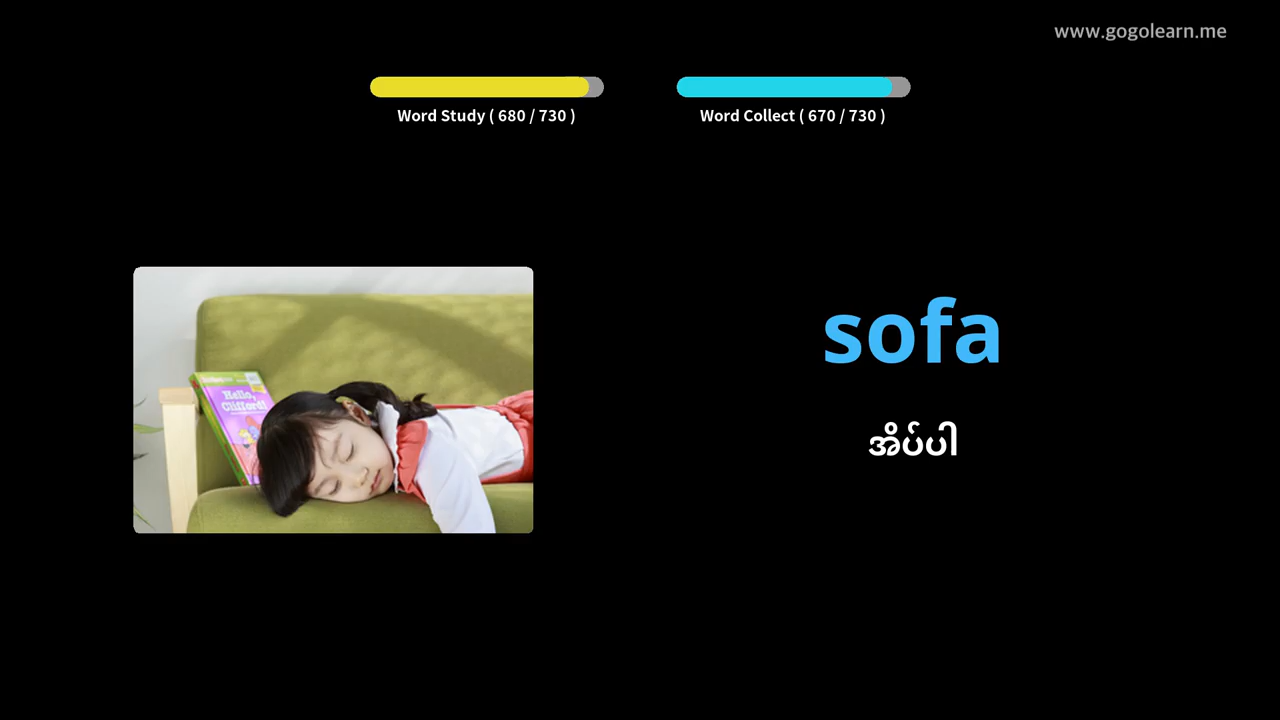 www.gogolearn.me
Word Study ( 680 / 730 )
Word Collect ( 670 / 730 )
sofa
အိပ်ပါ
Hello,
Clifford!